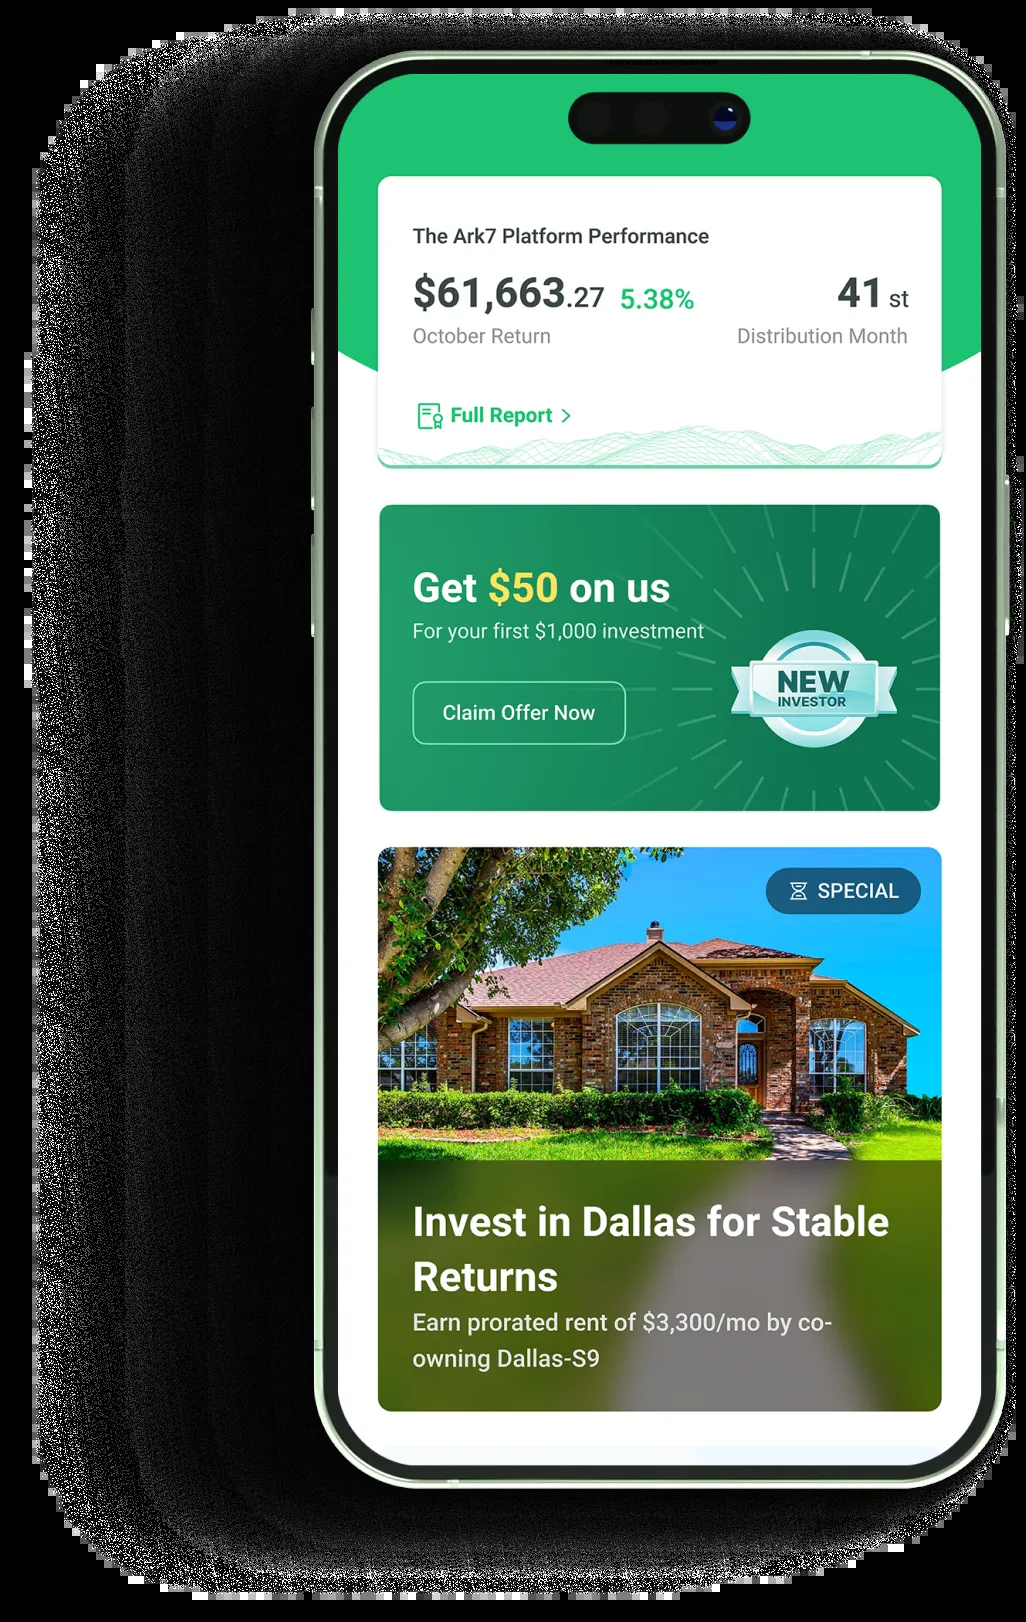 The Ark7 Platform Performance
$61,663.27 5.38% 41 st
October Return Distribution Month
Full Report >
Get $50 on us
For your first $1,000 investment
Claim Offer Now
NEW
INVESTOR
SPECIAL
Invest in Dallas for Stable
Returns
Earn prorated rent of $3,300/mo by co-
owning Dallas-S9